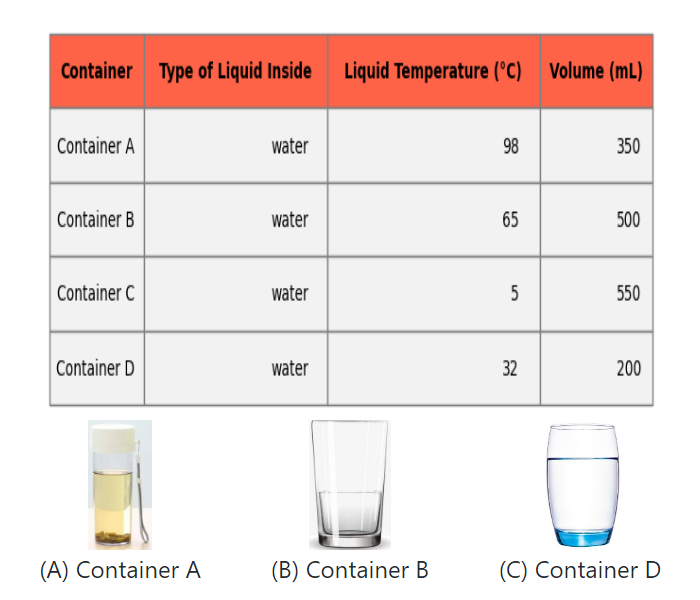 Container Type of Liquid Inside Liquid Temperature (°C) Volume (mL)
Container A water 98 350
Container B water 65 500
Container C water 5 550
Container D water 32 200
(A) Container A (B) Container B (C) Container D